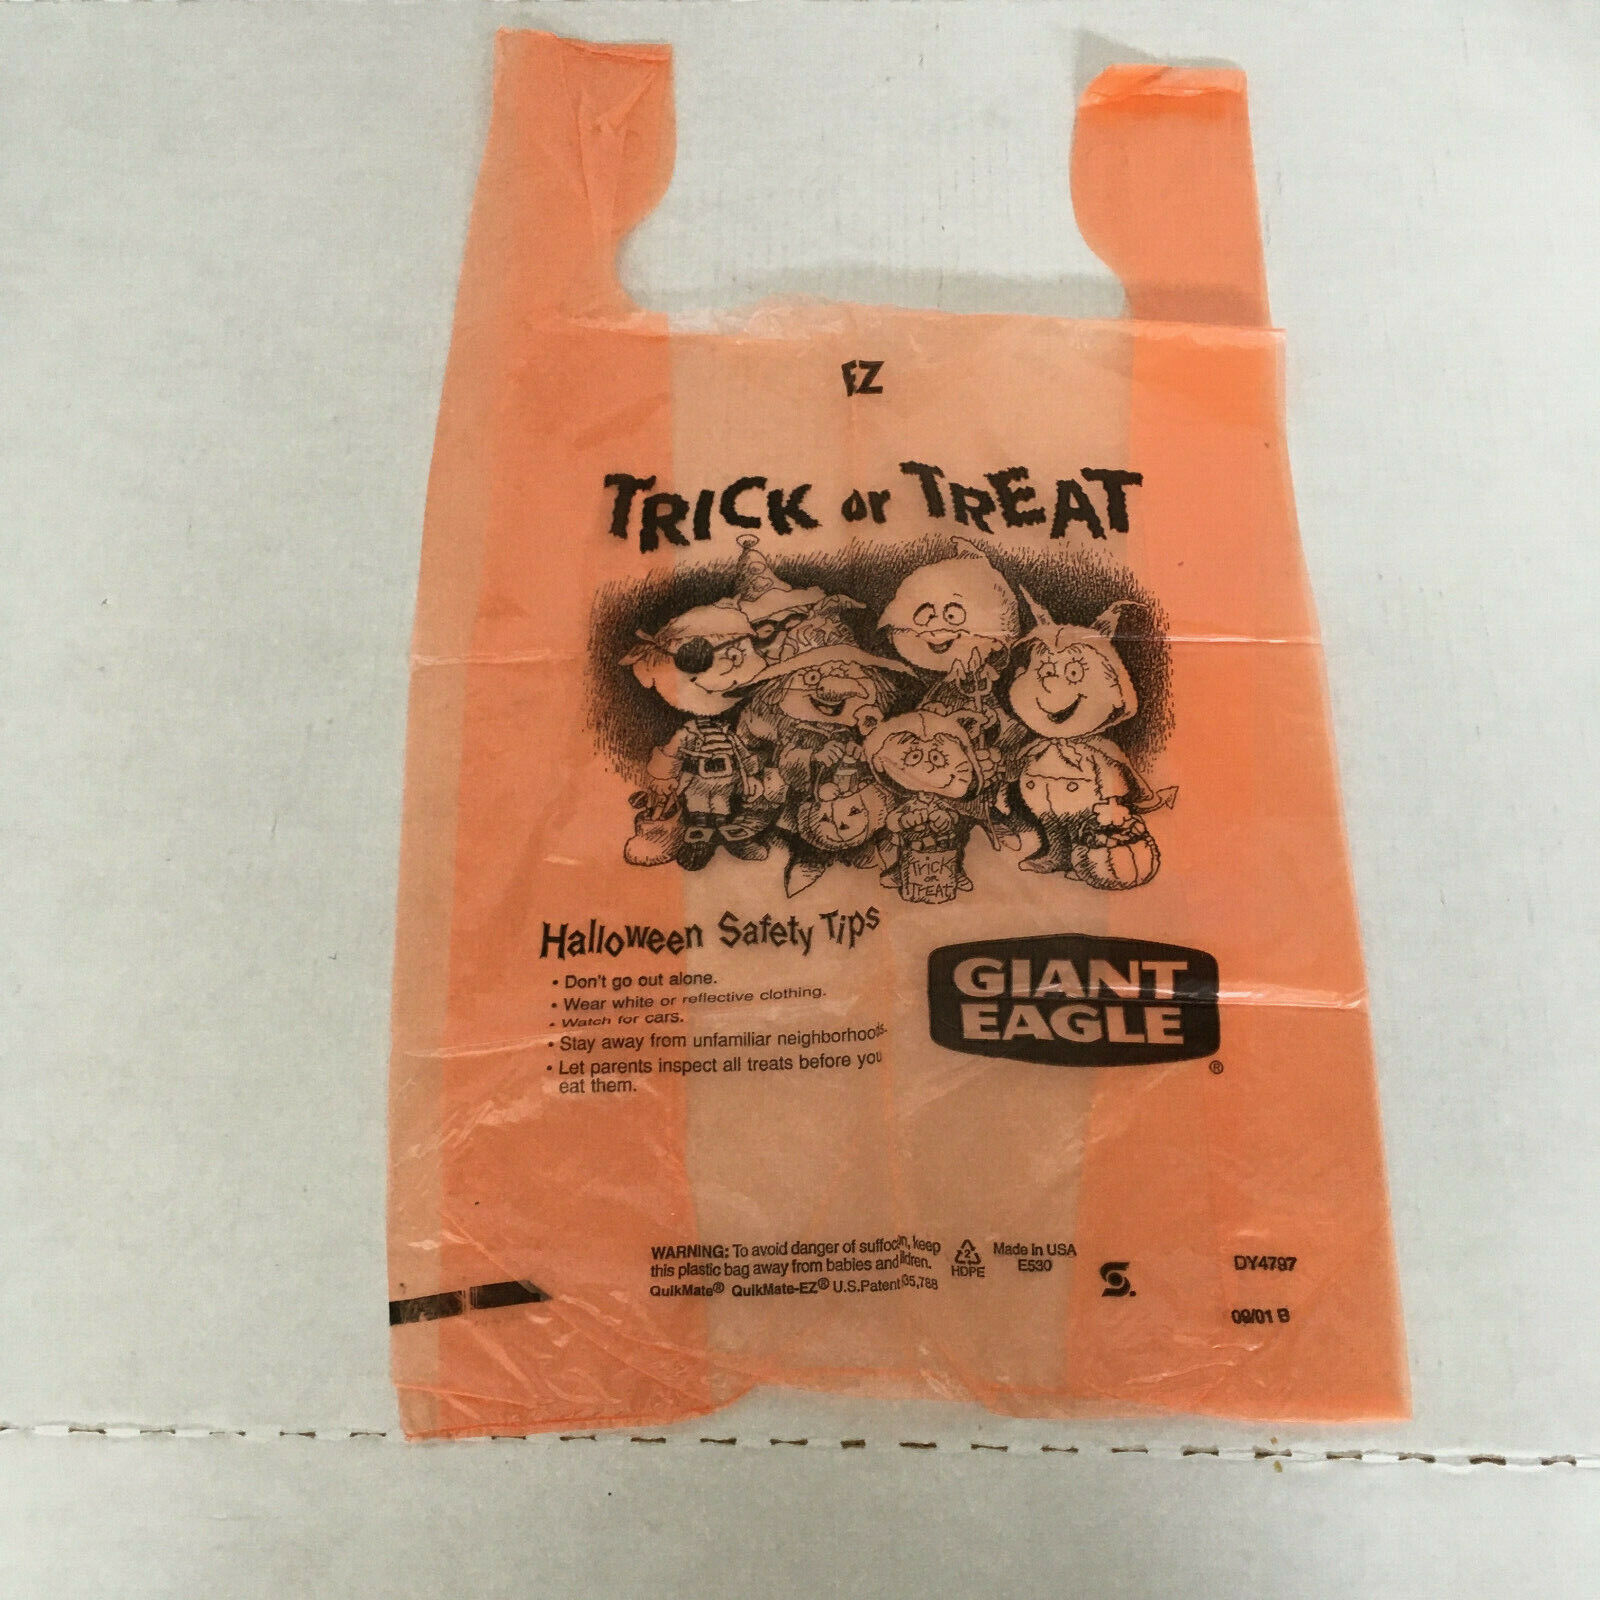 EZ
TRICK or TREAT
TRICK
OR
TREAT
Halloween Safety Tips
• Don't go out alone.
• Wear white or reflective clothing.
• Watch for cars.
• Stay away from unfamiliar neighborhoods.
• Let parents inspect all treats before you
eat them.
GIANT
EAGLE
®
WARNING: To avoid danger of suffocation, keep
this plastic bag away from babies and children.
QuikMate® QuikMate-EZ® U.S.Patent
2
HDPE
Made in USA
E530
DY4797
09/01 B